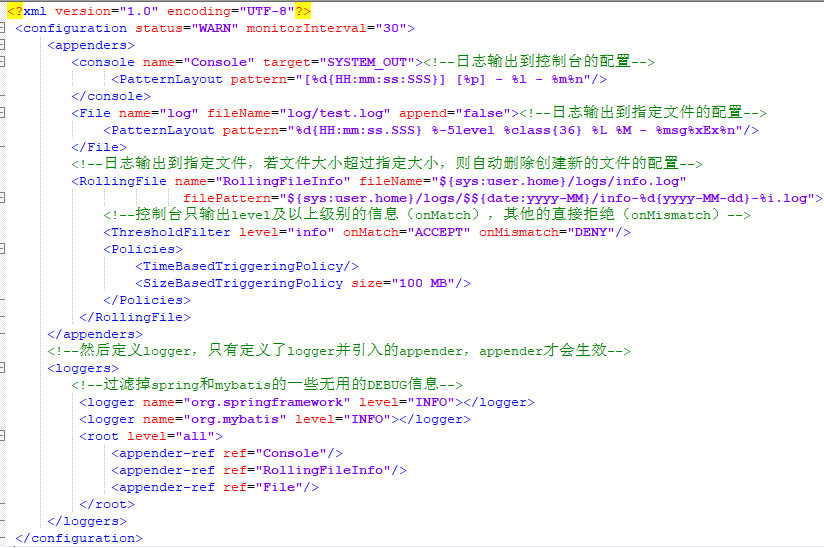 <?xml version="1.0" encoding="UTF-8"?>
<configuration status="WARN" monitorInterval="30">
    <appenders>
        <console name="Console" target="SYSTEM_OUT"><!--日志输出到控制台的配置-->
            <PatternLayout pattern="[%d{HH:mm:ss:SSS}] [%p] - %l - %m%n"/>
        </console>
        <File name="log" fileName="log/test.log" append="false"><!--日志输出到指定文件的配置-->
            <PatternLayout pattern="%d{HH:mm:ss.SSS} %-5level %class{36} %L %M - %msg%xEx%n"/>
        </File>
        <!--日志输出到指定文件，若文件大小超过指定大小，则自动删除创建新的文件的配置-->
        <RollingFile name="RollingFileInfo" fileName="${sys:user.home}/logs/info.log"
                     filePattern="${sys:user.home}/logs/$${date:yyyy-MM}/info-%d{yyyy-MM-dd}-%i.log">
            <!--控制台只输出level及以上级别的信息（onMatch），其他的直接拒绝（onMismatch）-->
            <ThresholdFilter level="info" onMatch="ACCEPT" onMismatch="DENY"/>
            <Policies>
                <TimeBasedTriggeringPolicy/>
                <SizeBasedTriggeringPolicy size="100 MB"/>
            </Policies>
        </RollingFile>
    </appenders>
    <!--然后定义logger，只有定义了logger并引入的appender，appender才会生效-->
    <loggers>
        <!--过滤掉spring和mybatis的一些无用的DEBUG信息-->
        <logger name="org.springframework" level="INFO"></logger>
        <logger name="org.mybatis" level="INFO"></logger>
        <root level="all">
            <appender-ref ref="Console"/>
            <appender-ref ref="RollingFileInfo"/>
            <appender-ref ref="File"/>
        </root>
    </loggers>
</configuration>